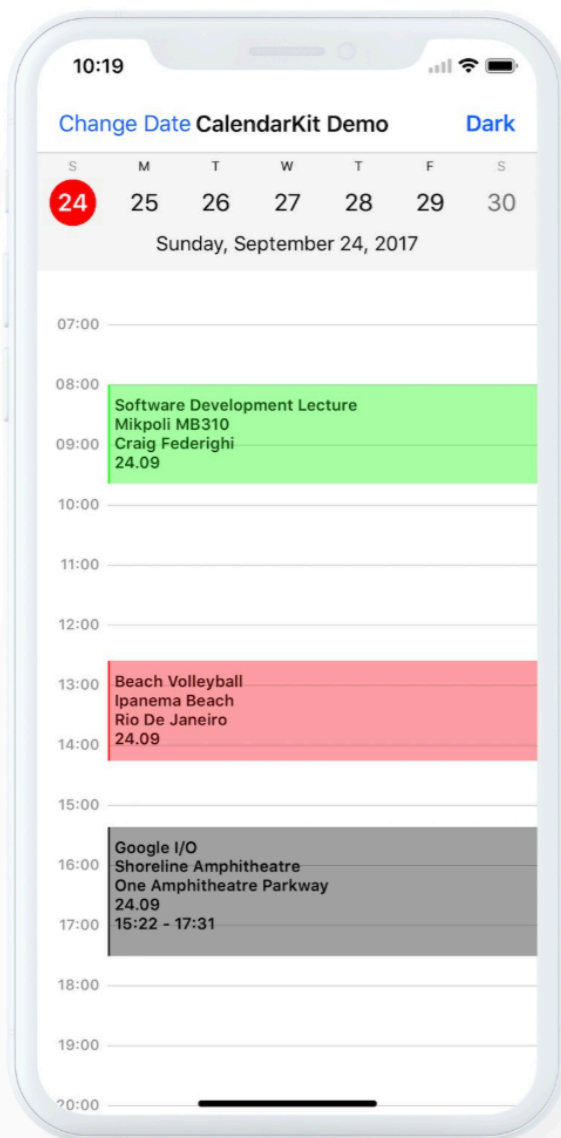 10:19
Change Date CalendarKit Demo Dark
S M T W T F S
24 25 26 27 28 29 30
Sunday, September 24, 2017
07:00
08:00
Software Development Lecture
Mikpoli MB310
09:00 Craig Federighi
24.09
10:00
11:00
12:00
13:00 Beach Volleyball
Ipanema Beach
Rio De Janeiro
14:00 24.09
15:00
Google I/O
16:00 Shoreline Amphitheatre
One Amphitheatre Parkway
24.09
17:00 15:22 - 17:31
18:00
19:00
20:00